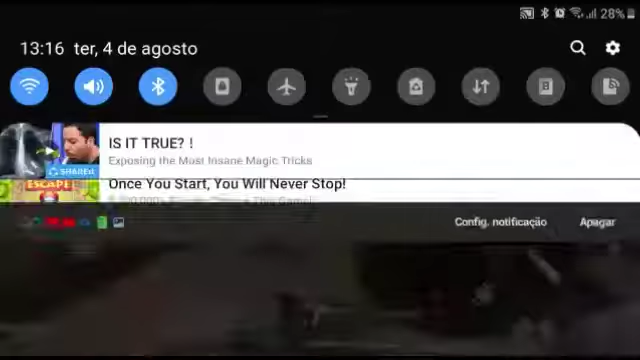 28%
13:16 ter, 4 de agosto
IS IT TRUE? !
Exposing the Most Insane Magic Tricks
SHAREit
ESCAPE
Once You Start, You Will Never Stop!
Config. notificação Apagar